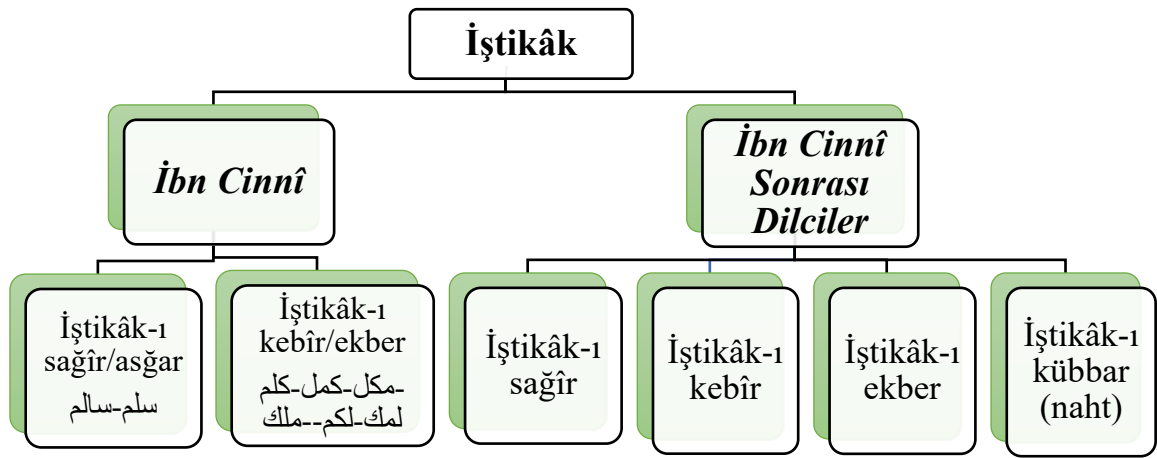 İştikâk
İbn Cinnî
İştikâk-ı
sağîr/asğar
سلم-سالم
İştikâk-ı
kebîr/ekber
كلم-كمل-مكل-
ملك--لكم-لمك
İbn Cinnî
Sonrası
Dilciler
İştikâk-ı
sağîr
İştikâk-ı
kebîr
İştikâk-ı
ekber
İştikâk-ı
kübbar
(naht)